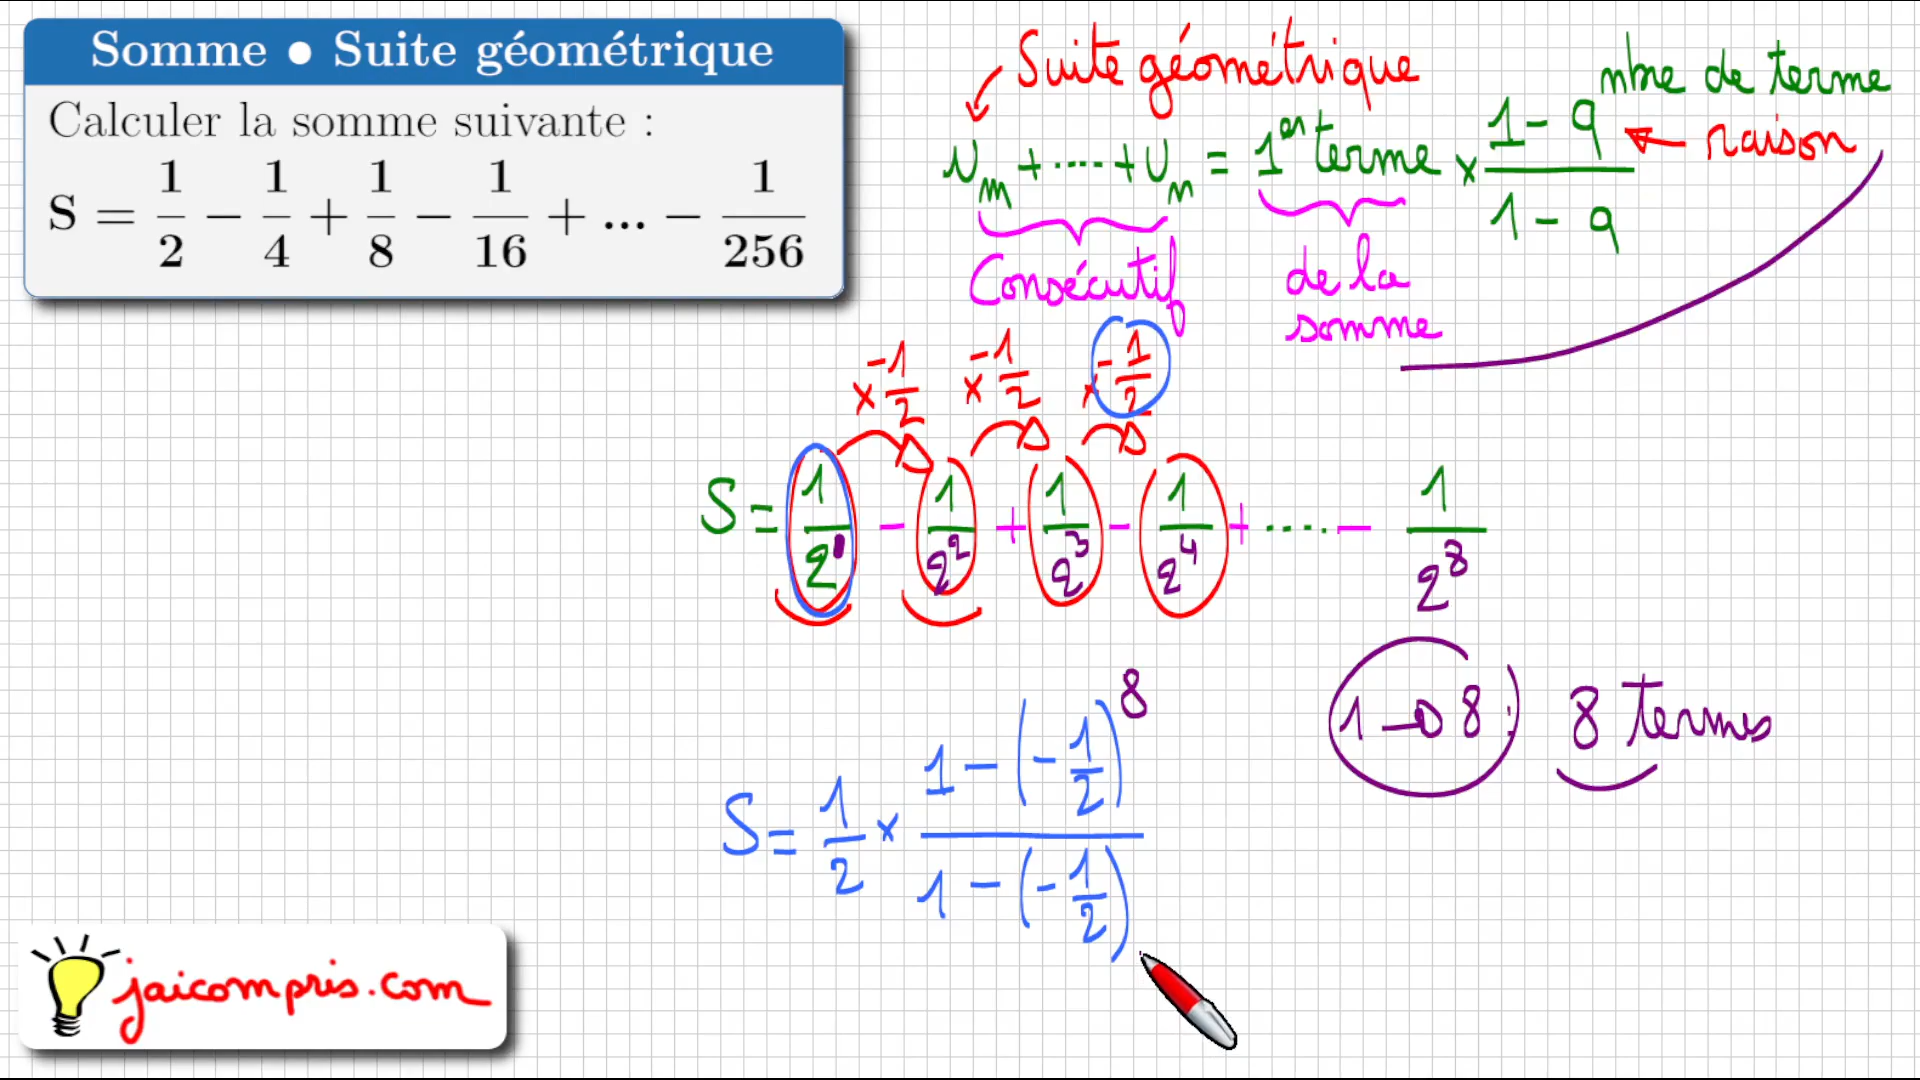 Somme • Suite géométrique
Calculer la somme suivante :
S = 1/2 − 1/4 + 1/8 − 1/16 + ... − 1/256
Suite géométrique
nbre de terme
raison
U_m + ..... + U_n = 1er terme × (1 − q)/(1 − q)
Consécutif
de la
somme
×−1/2 ×−1/2 ×−1/2
S = 1/2^1 − 1/2^2 + 1/2^3 − 1/2^4 + ..... − 1/2^8
1→8 : 8 termes
S = 1/2 × (1 − (−1/2)^8)/(1 − (−1/2))
jaicompris.com